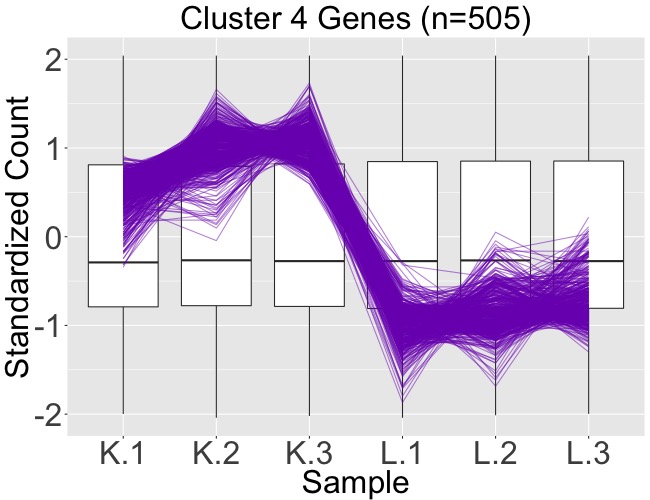 Cluster 4 Genes (n=505)
Standardized Count
2
1
0
-1
-2
K.1 K.2 K.3 L.1 L.2 L.3
Sample